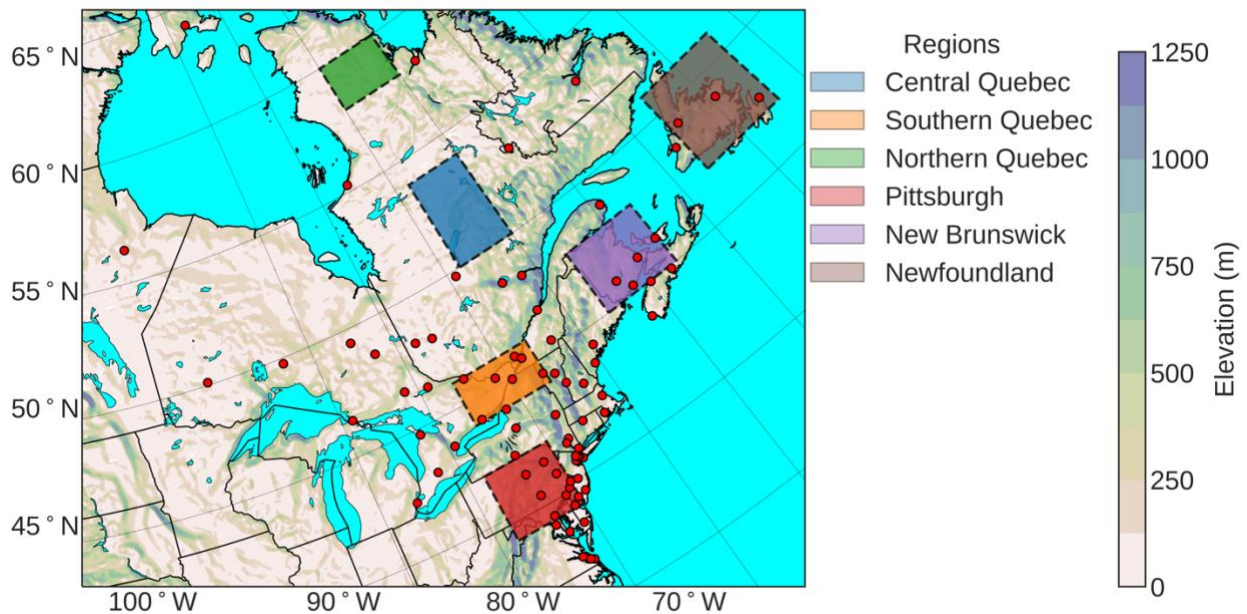 65°N
60°N
55°N
50°N
45°N
100°W
90°W
80°W
70°W
Regions
Central Quebec
Southern Quebec
Northern Quebec
Pittsburgh
New Brunswick
Newfoundland
1250
1000
750
500
250
0
Elevation (m)